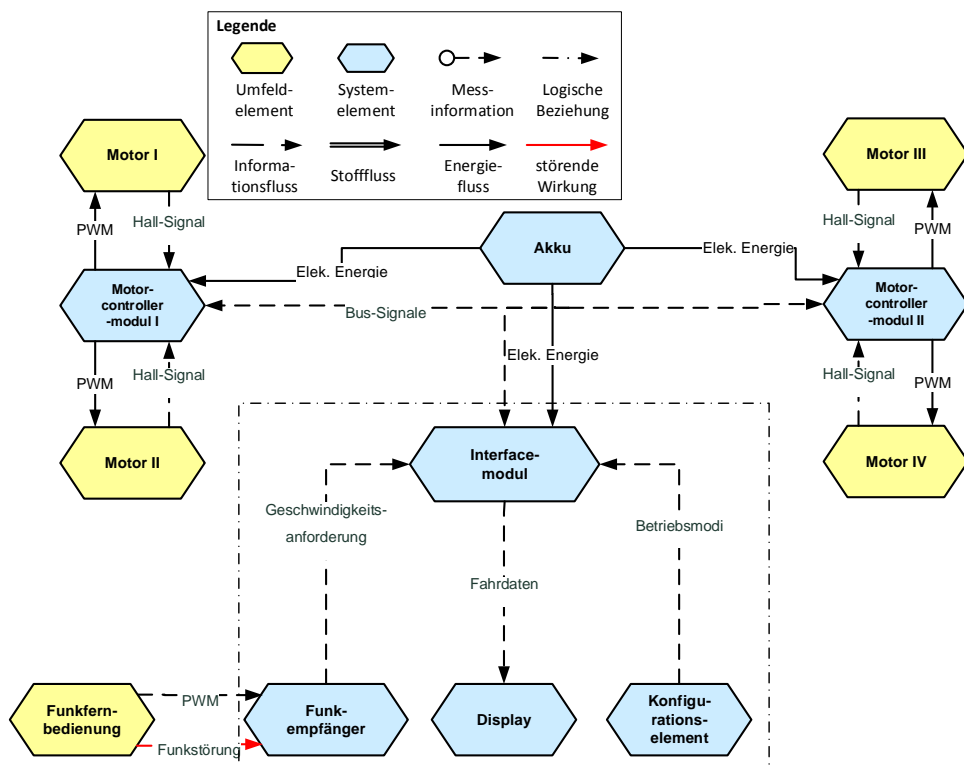 Legende
Umfeld-
element
System-
element
Mess-
information
Logische
Beziehung
Informa-
tionsfluss
Stofffluss
Energie-
fluss
störende
Wirkung
Motor I
Motor III
PWM
Hall-Signal
Akku
Hall-Signal
PWM
Elek. Energie
Elek. Energie
Motor-
controller
-modul I
Motor-
controller
-modul II
Bus-Signale
Elek. Energie
PWM
Hall-Signal
Hall-Signal
PWM
Motor II
Interface-
modul
Motor IV
Geschwindigkeits-
anforderung
Betriebsmodi
Fahrdaten
PWM
Funkfern-
bedienung
Funk-
empfänger
Display
Konfigu-
rations-
element
Funkstörung